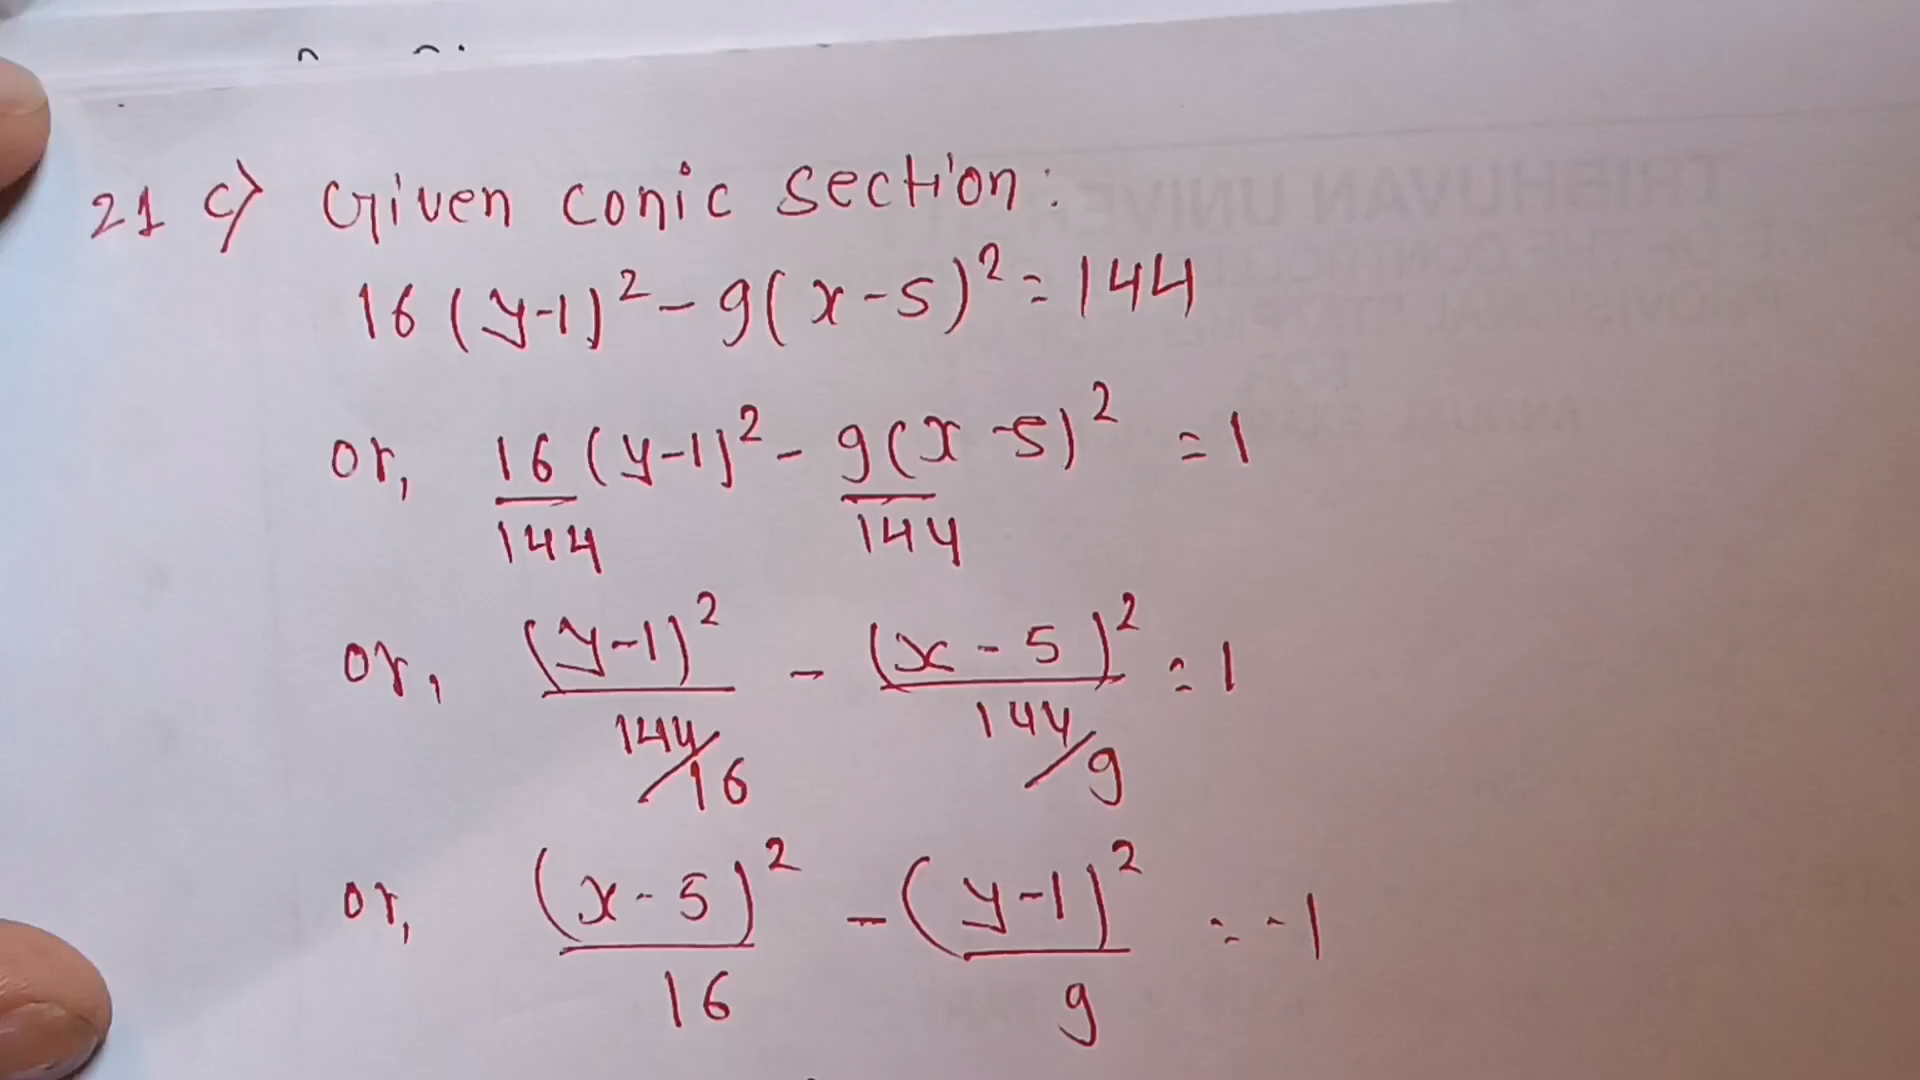 21 c) Given conic section:
16(y-1)² - 9(x-5)² = 144
or, 16/144 (y-1)² - 9/144 (x-5)² = 1
or, (y-1)²/(144/16) - (x-5)²/(144/9) = 1
or, (x-5)²/16 - (y-1)²/9 = -1